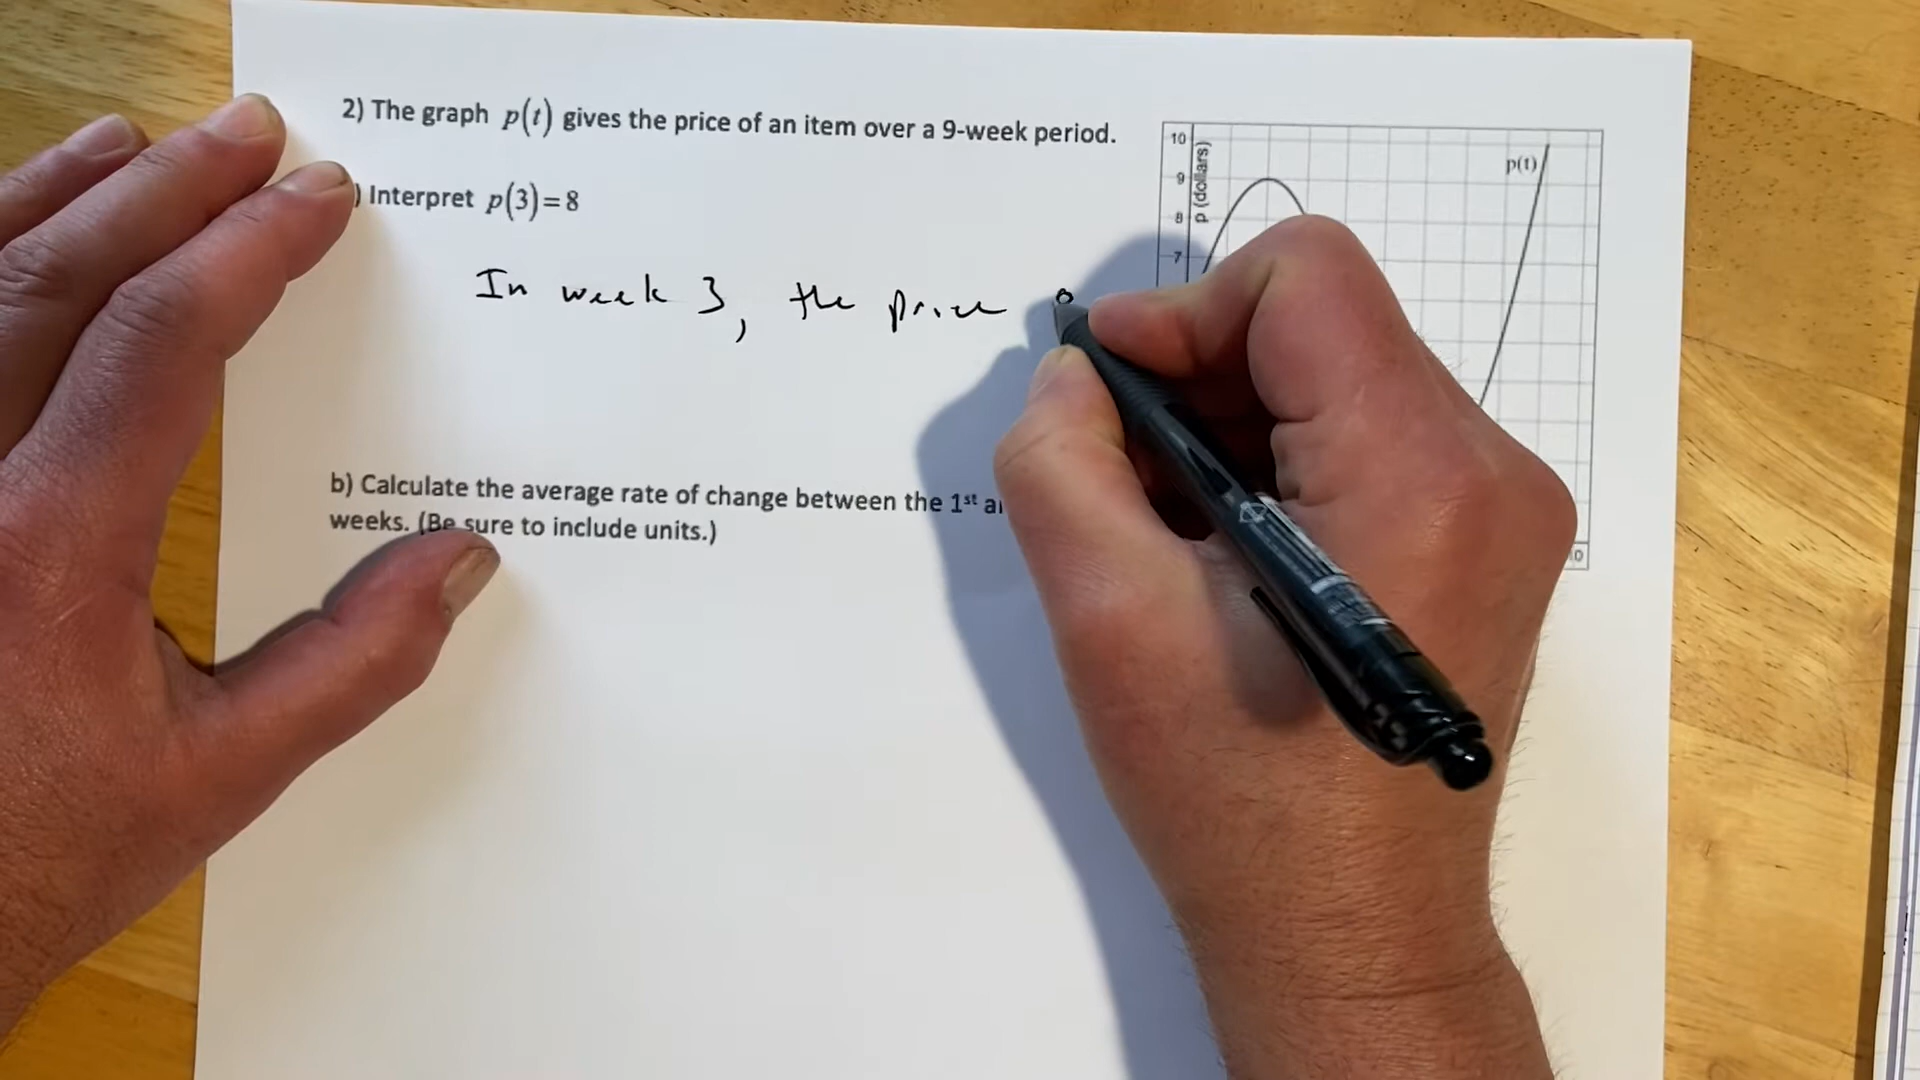 2) The graph p(t) gives the price of an item over a 9-week period.
) Interpret p(3)=8
In week 3, the price o
b) Calculate the average rate of change between the 1st
weeks. (Be sure to include units.)
10
9
8
7
p (dollars)
p(t)